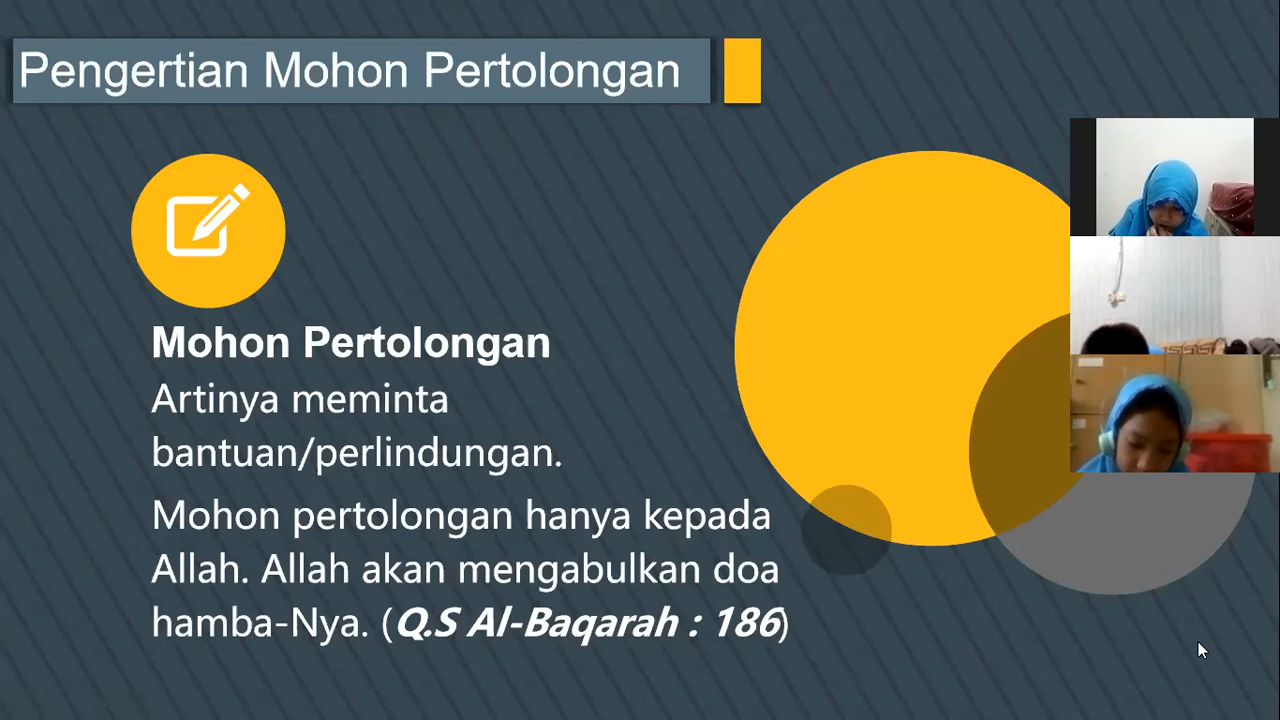 Pengertian Mohon Pertolongan
Mohon Pertolongan
Artinya meminta
bantuan/perlindungan.
Mohon pertolongan hanya kepada
Allah. Allah akan mengabulkan doa
hamba-Nya. (Q.S Al-Baqarah : 186)